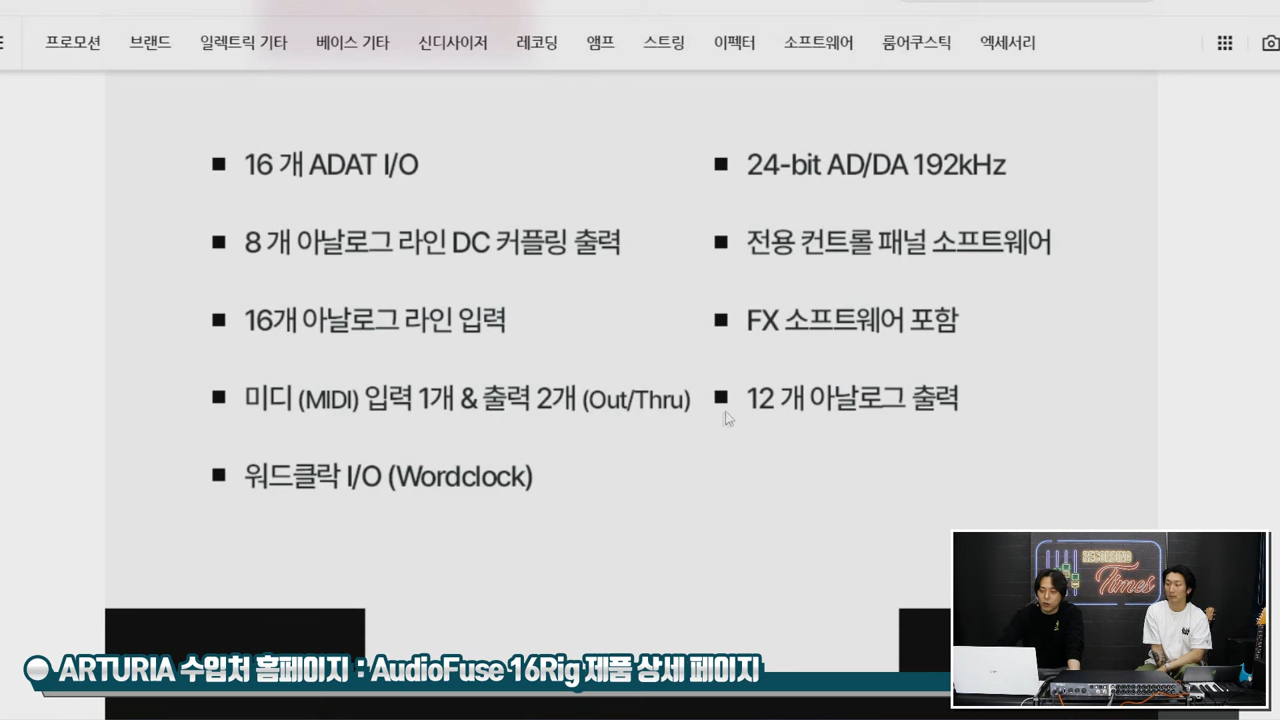 프로모션 브랜드 일렉트릭 기타 베이스 기타 신디사이저 레코딩 앰프 스트링 이펙터 소프트웨어 룸어쿠스틱 엑세서리
■ 16 개 ADAT I/O
■ 8 개 아날로그 라인 DC 커플링 출력
■ 16개 아날로그 라인 입력
■ 미디 (MIDI) 입력 1개 & 출력 2개 (Out/Thru)
■ 워드클락 I/O (Wordclock)
■ 24-bit AD/DA 192kHz
■ 전용 컨트롤 패널 소프트웨어
■ FX 소프트웨어 포함
■ 12 개 아날로그 출력
RECORDING
Times
ARTURIA 수입처 홈페이지 : AudioFuse 16Rig 제품 상세 페이지